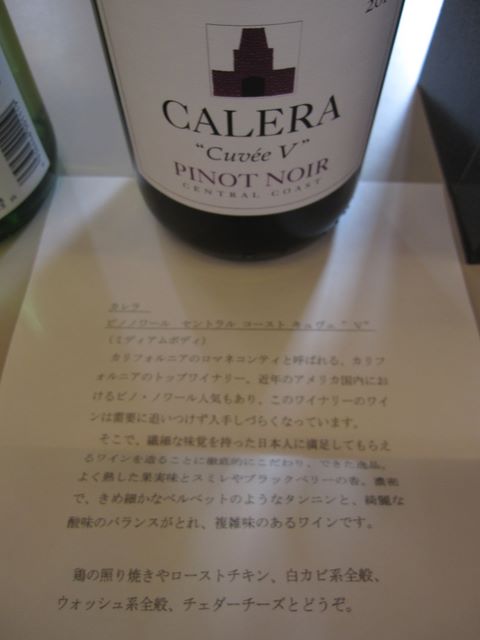 CALERA
"Cuvée V"
PINOT NOIR
CENTRAL COAST
カレラ
ピノノワール セントラル コースト キュヴェ "V"
(ミディアムボディ)
カリフォルニアのロマネコンティと呼ばれる、カリフ
ォルニアのトップワイナリー。近年のアメリカ国内にお
けるピノ・ノワール人気もあり、このワイナリーのワイ
ンは需要に追いつけず入手しづらくなっています。
そこで、繊細な味覚を持った日本人に満足してもらえ
るワインを造ることに徹底的にこだわり、できた逸品。
よく熟した果実味とスミレやブラックベリーの香、濃密
で、きめ細かなベルベットのようなタンニンと、綺麗な
酸味のバランスがとれ、複雑味のあるワインです。
鶏の照り焼きやローストチキン、白カビ系全般、
ウォッシュ系全般、チェダーチーズとどうぞ。